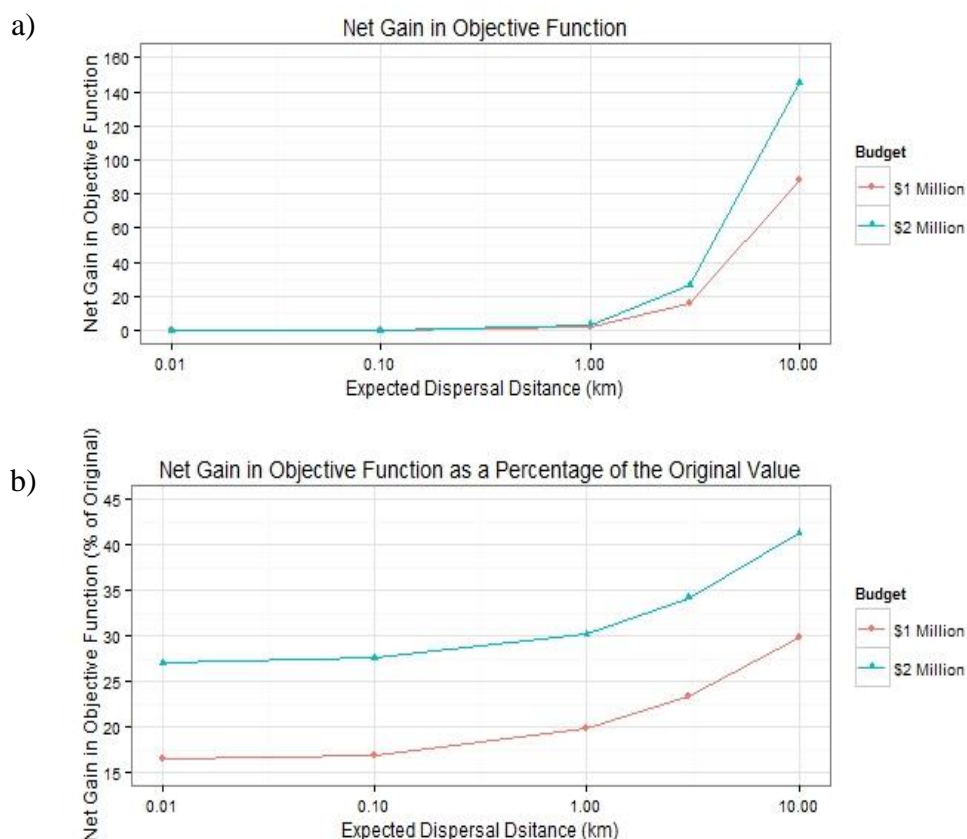 a)
Net Gain in Objective Function
Net Gain in Objective Function
160
140
120
100
80
60
40
20
0
0.01
0.10
1.00
10.00
Expected Dispersal Dsitance (km)
Budget
$1 Million
$2 Million
b)
Net Gain in Objective Function as a Percentage of the Original Value
Net Gain in Objective Function (% of Original)
45
40
35
30
25
20
15
0.01
0.10
1.00
10.00
Expected Dispersal Dsitance (km)
Budget
$1 Million
$2 Million